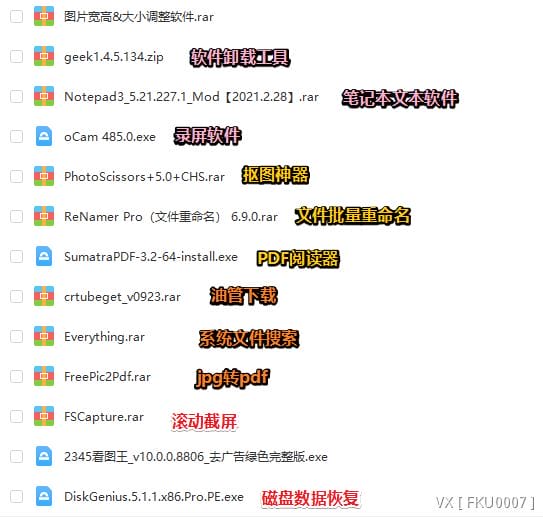 图片宽高&大小调整软件.rar
geek1.4.5.134.zip 软件卸载工具
Notepad3_5.21.227.1_Mod【2021.2.28】.rar 笔记本文本软件
oCam 485.0.exe 录屏软件
PhotoScissors+5.0+CHS.rar 抠图神器
ReNamer Pro（文件重命名） 6.9.0.rar 文件批量重命名
SumatraPDF-3.2-64-install.exe PDF阅读器
crtubeget_v0923.rar 油管下载
Everything.rar 系统文件搜索
FreePic2Pdf.rar jpg转pdf
FSCapture.rar 滚动截屏
2345看图王_v10.0.0.8806_去广告绿色完整版.exe
DiskGenius.5.1.1.x86.Pro.PE.exe 磁盘数据恢复
VX [ FKU0007 ]